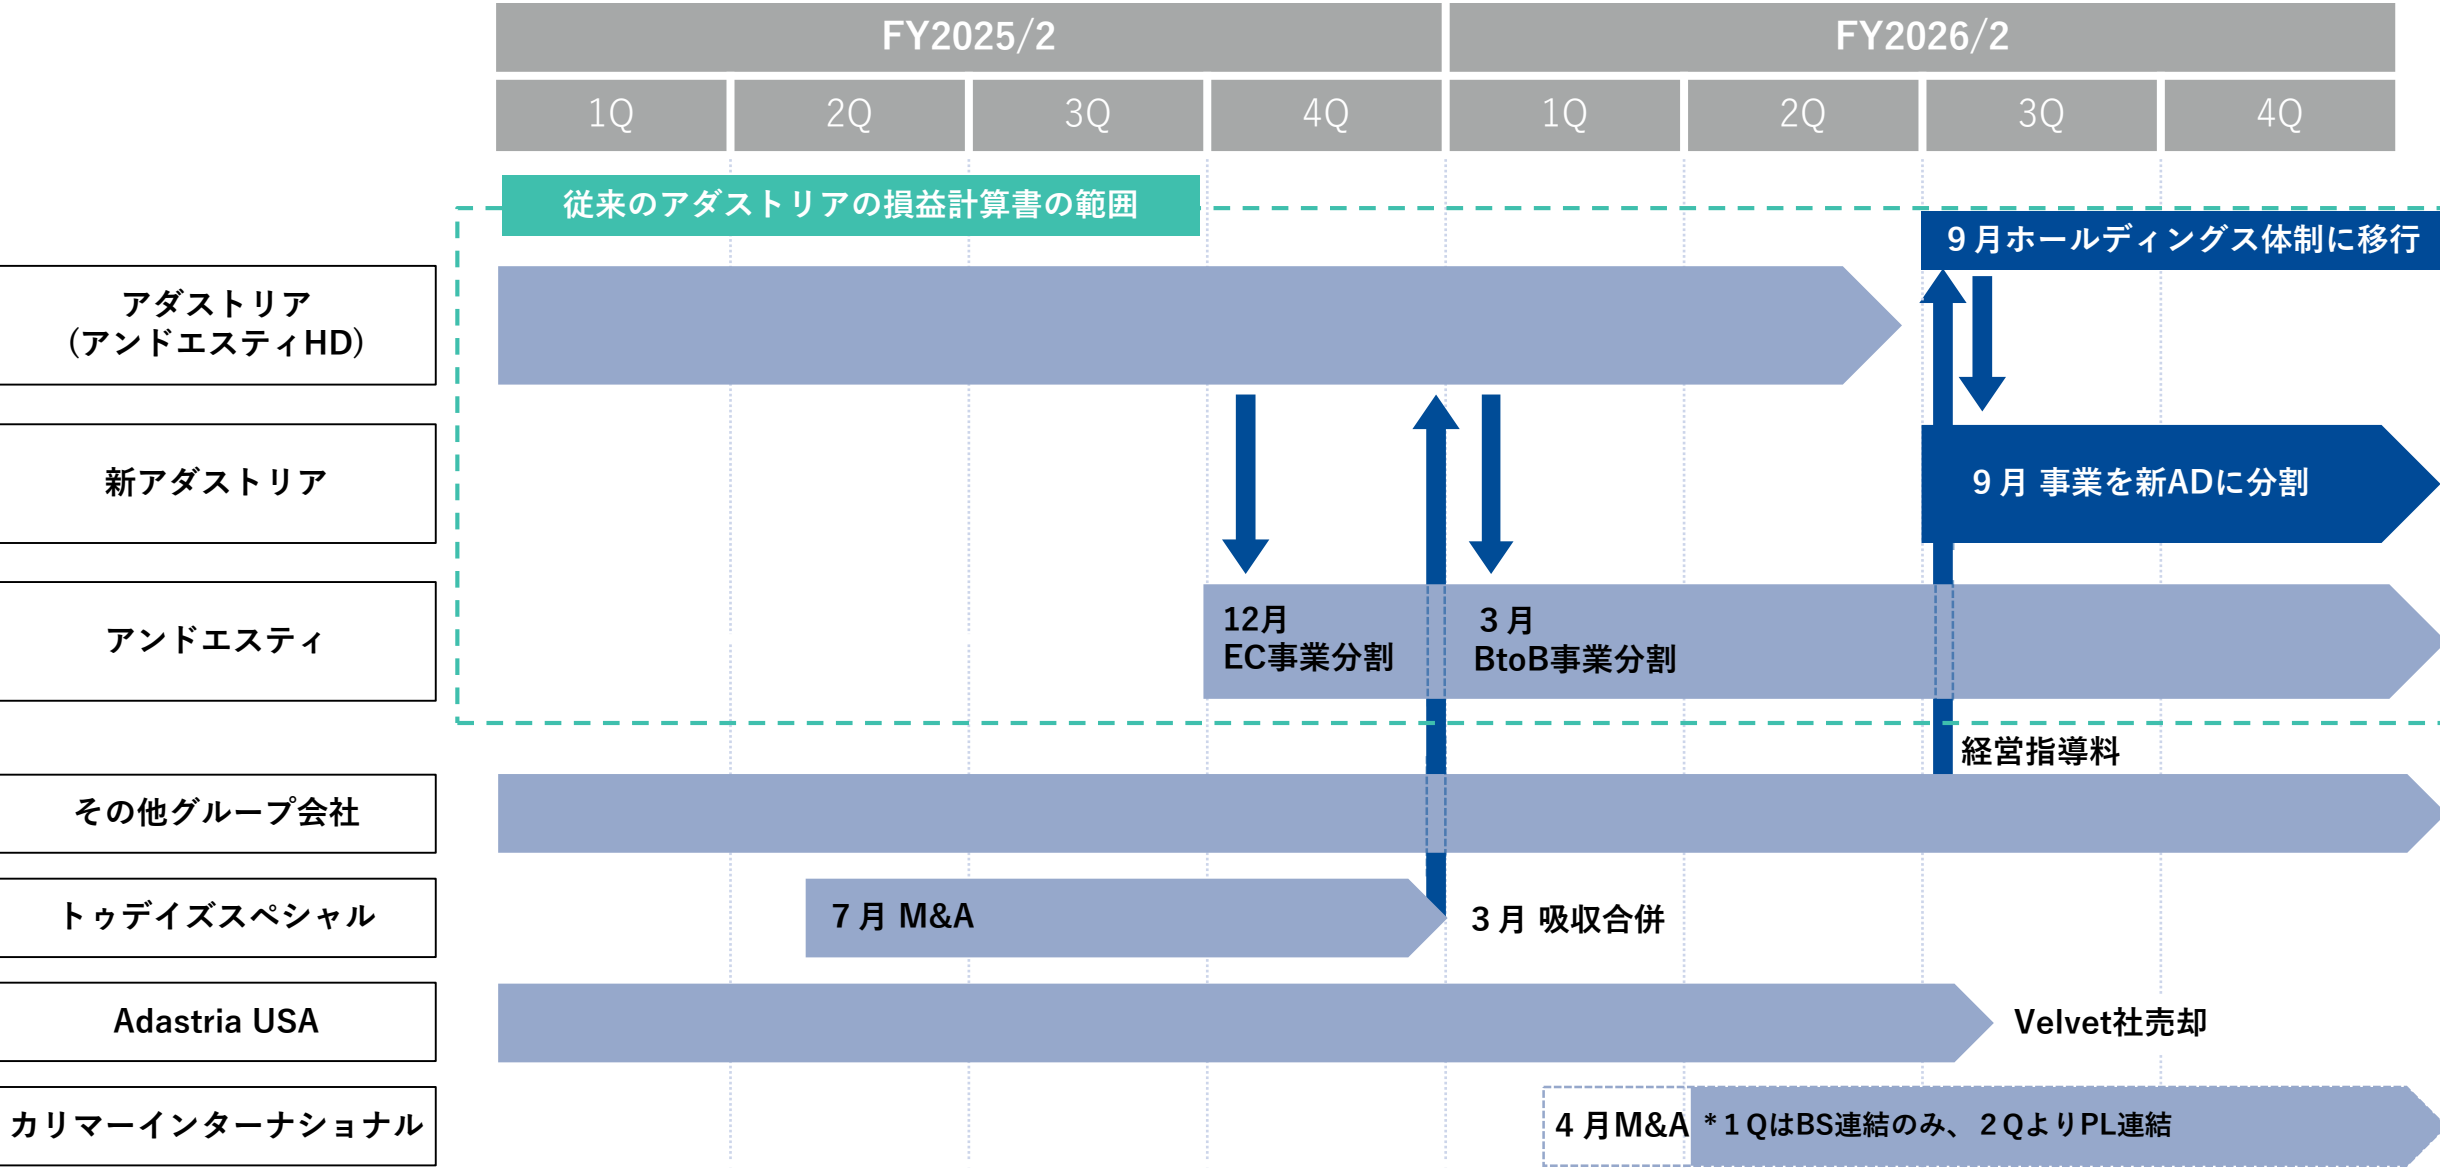 FY2025/2
FY2026/2
1Q
2Q
3Q
4Q
1Q
2Q
3Q
4Q
従来のアダストリアの損益計算書の範囲
９月ホールディングス体制に移行
アダストリア
(アンドエスティHD)
新アダストリア
９月 事業を新ADに分割
アンドエスティ
12月
EC事業分割
３月
BtoB事業分割
経営指導料
その他グループ会社
トゥデイズスペシャル
７月 M&A
３月 吸収合併
Adastria USA
Velvet社売却
カリマーインターナショナル
４月M&A
*１QはBS連結のみ、２QよりPL連結